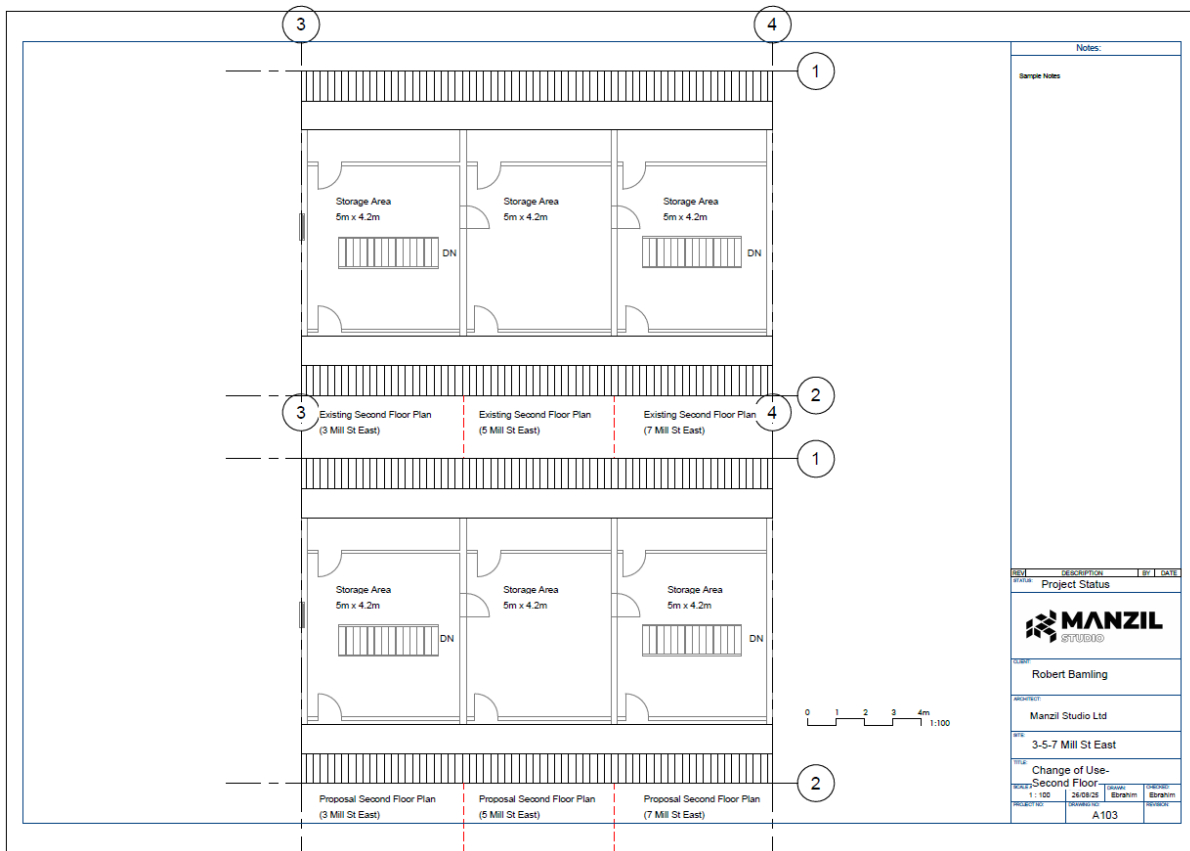 3
4
1
Storage Area
5m x 4.2m
Storage Area
5m x 4.2m
Storage Area
5m x 4.2m
DN
DN
2
3
4
Existing Second Floor Plan
(3 Mill St East)
Existing Second Floor Plan
(5 Mill St East)
Existing Second Floor Plan
(7 Mill St East)
1
Storage Area
5m x 4.2m
Storage Area
5m x 4.2m
Storage Area
5m x 4.2m
DN
DN
0 1 2 3 4m
1:100
2
Proposal Second Floor Plan
(3 Mill St East)
Proposal Second Floor Plan
(5 Mill St East)
Proposal Second Floor Plan
(7 Mill St East)
Notes:
Sample Notes
REV DESCRIPTION BY DATE
STATUS:
Project Status
MANZIL
STUDIO
CLIENT:
Robert Bamling
ARCHITECT:
Manzil Studio Ltd
SITE:
3-5-7 Mill St East
TITLE:
Change of Use-
Second Floor
DRAWN CHECKED
1 : 100 26/08/25 Ebrahim Ebrahim
PROJECT NO: DRAWING NO: REVISION:
A103